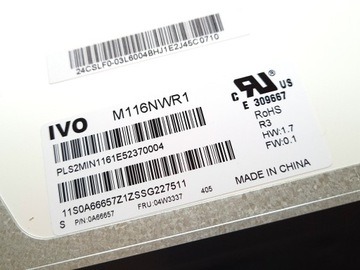 24CSLF0-03L6004BHJ1E2J45C0710
IVO M116NWR1
PLS2MIN1161E52370004
11S0A66657Z1ZSSG227511
S P/N:0A66657 FRU:04W3337 405
C US
E 309667
RoHS
R3
HW:1.7
FW:0.1
MADE IN CHINA